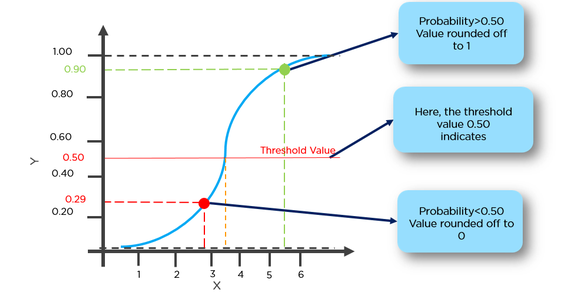 Probability>0.50
Value rounded off
to 1
1.00
0.90
0.80
Here, the threshold
value 0.50
indicates
0.60
Threshold Value
0.50
Y
0.40
0.29
0.20
Probability<0.50
Value rounded off to
0
1 2 3 4 5 6
X